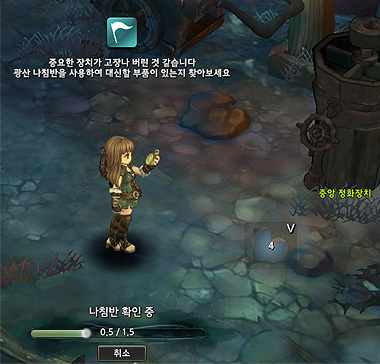 중요한 장치가 고장나 버린 것 같습니다
광산 나침반을 사용하여 대신할 부품이 있는지 찾아보세요
중앙 정화장치
V
4
나침반 확인 중
0.5 / 1.5
취소